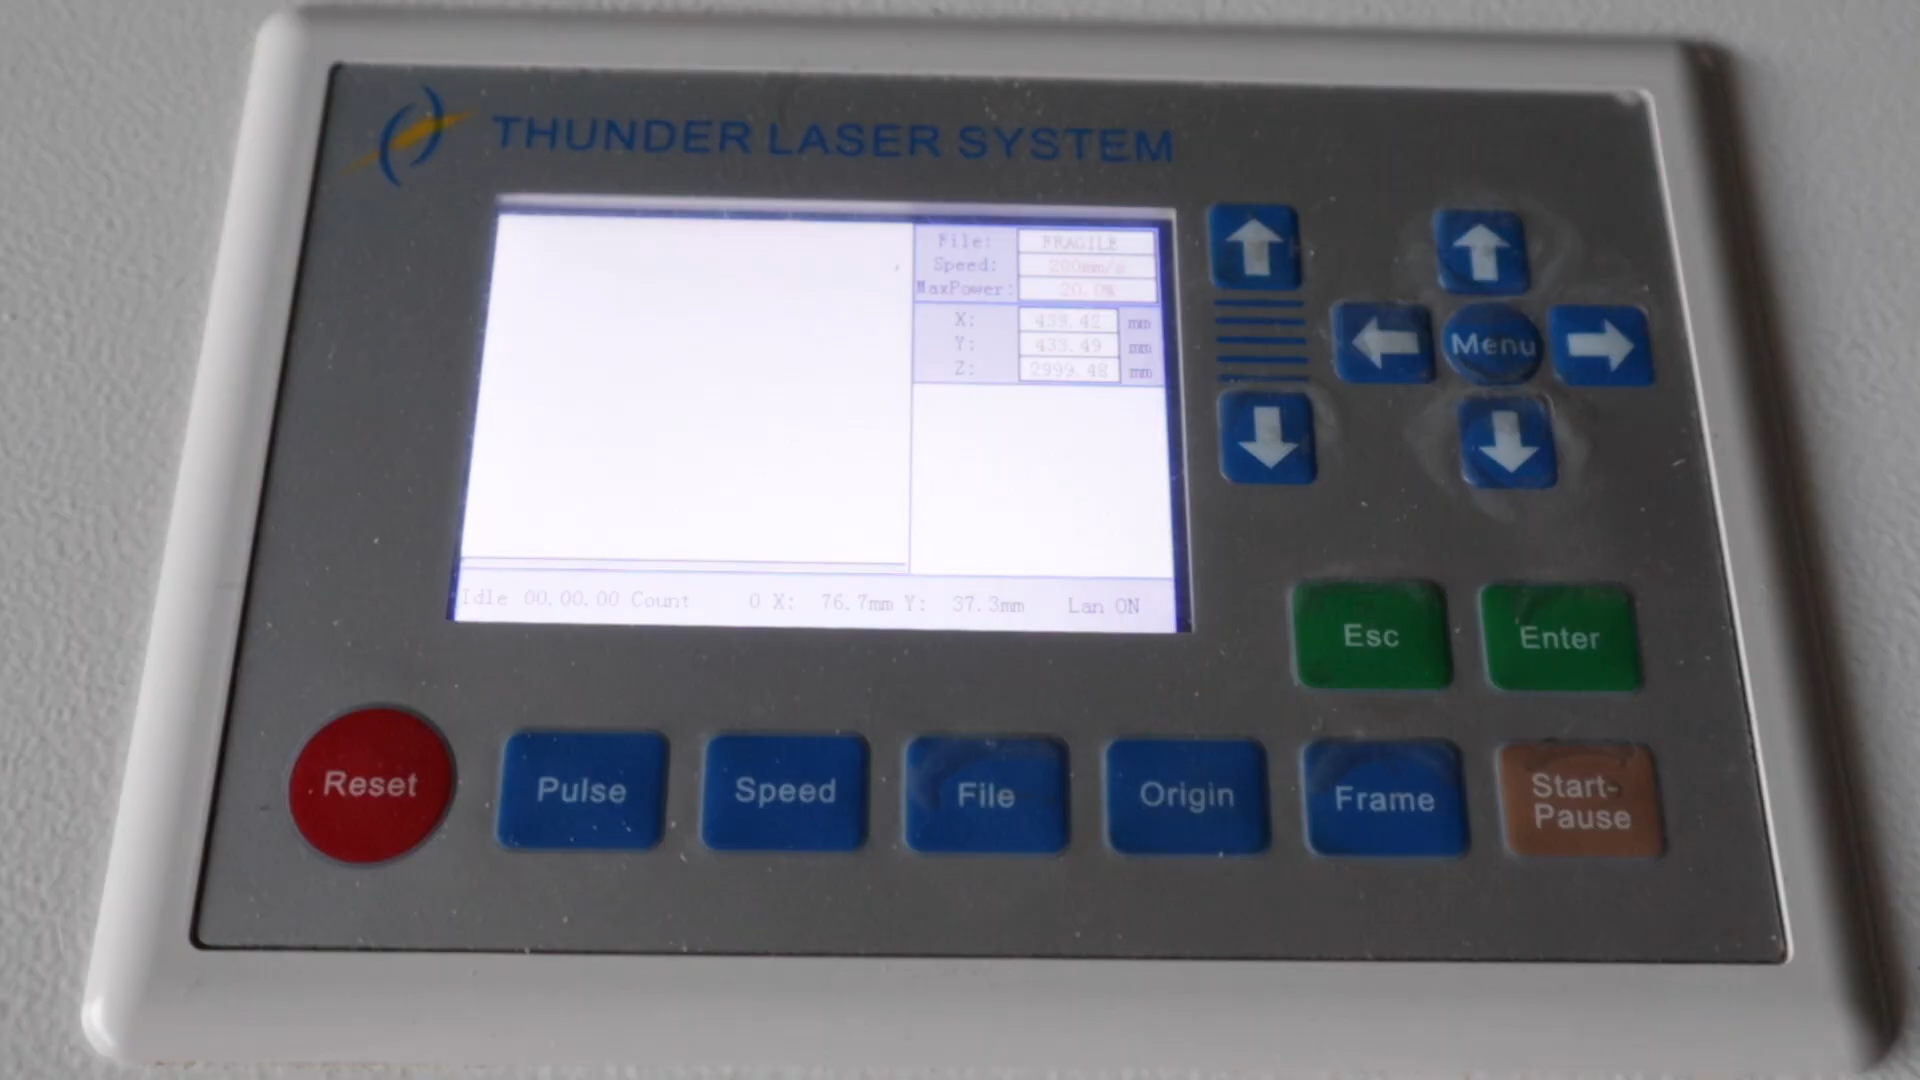 THUNDER LASER SYSTEM
File: FRAGILE
Speed: 200mm/s
MaxPower: 20.0%
X: 439.42 mm
Y: 433.49 mm
Z: 2999.48 mm
Idle 00.00.00 Count 0 X: 76.7mm Y: 37.3mm Lan ON
Menu
Esc
Enter
Reset
Pulse
Speed
File
Origin
Frame
Start-
Pause